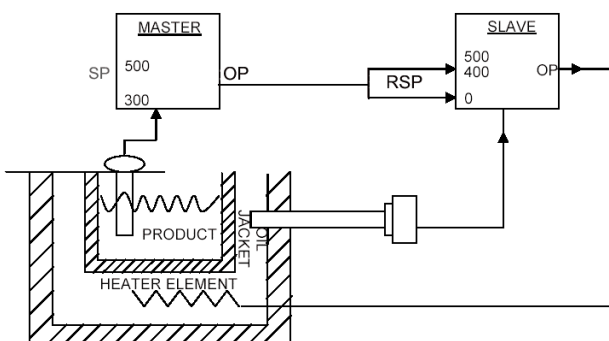 MASTER
SP
500
OP
300
SLAVE
500
400
OP
RSP
0
PRODUCT
OIL
JACKET
HEATER ELEMENT